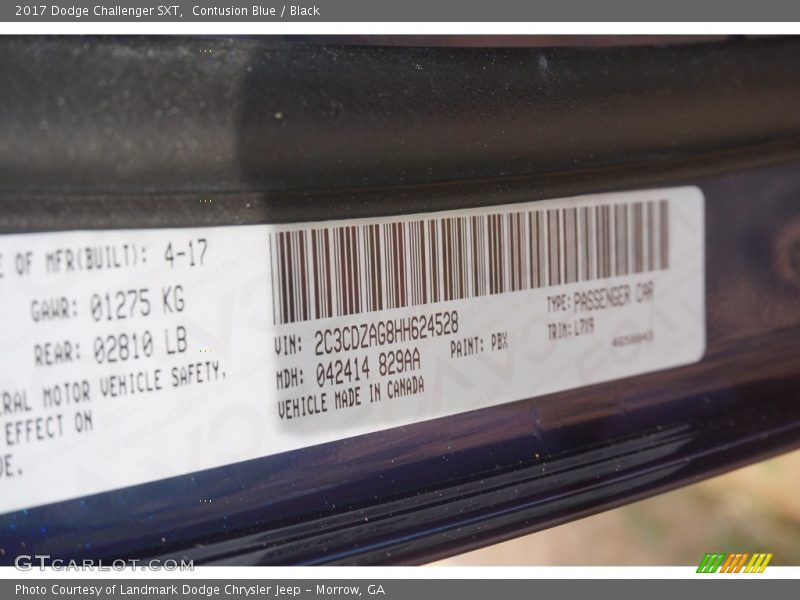 2017 Dodge Challenger SXT, Contusion Blue / Black
E OF MFR(BUILT): 4-17
GAWR: 01275 KG
REAR: 02810 LB
ERAL MOTOR VEHICLE SAFETY,
EFFECT ON
VE.
VIN: 2C3CDZAG8HH624528
TYPE: PASSENGER CAR
MDH: 042414 829AA
PAINT: PBX
TRIM: L7X9
VEHICLE MADE IN CANADA
GTCARLOT.COM
Photo Courtesy of Landmark Dodge Chrysler Jeep – Morrow, GA